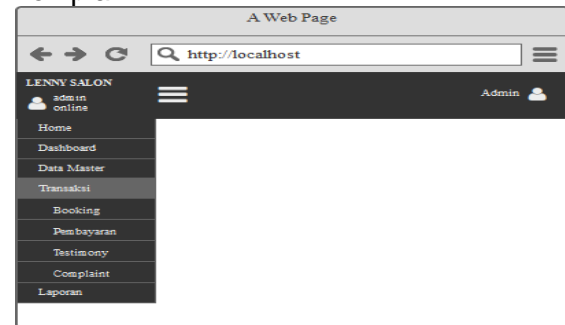 A Web Page
http://localhost
LENNY SALON
admin
online
Admin
Home
Dashboard
Data Master
Transaksi
Booking
Pembayaran
Testimony
Complaint
Laporan